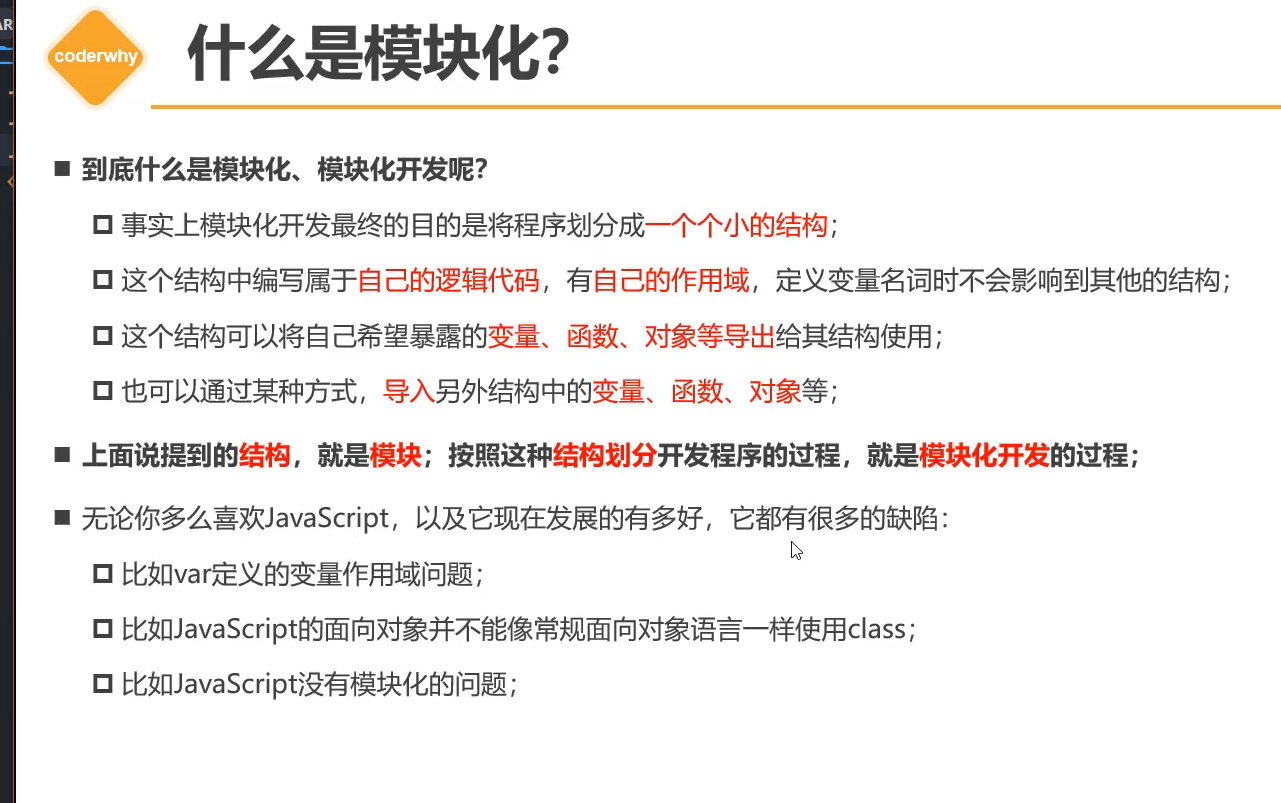 AR
coderwhy
什么是模块化？
到底什么是模块化、模块化开发呢？
事实上模块化开发最终的目的是将程序划分成一个个小的结构；
这个结构中编写属于自己的逻辑代码，有自己的作用域，定义变量名词时不会影响到其他的结构；
这个结构可以将自己希望暴露的变量、函数、对象等导出给其结构使用；
也可以通过某种方式，导入另外结构中的变量、函数、对象等；
上面说提到的结构，就是模块；按照这种结构划分开发程序的过程，就是模块化开发的过程；
无论你多么喜欢JavaScript，以及它现在发展的有多好，它都有很多的缺陷：
比如var定义的变量作用域问题；
比如JavaScript的面向对象并不能像常规面向对象语言一样使用class；
比如JavaScript没有模块化的问题；